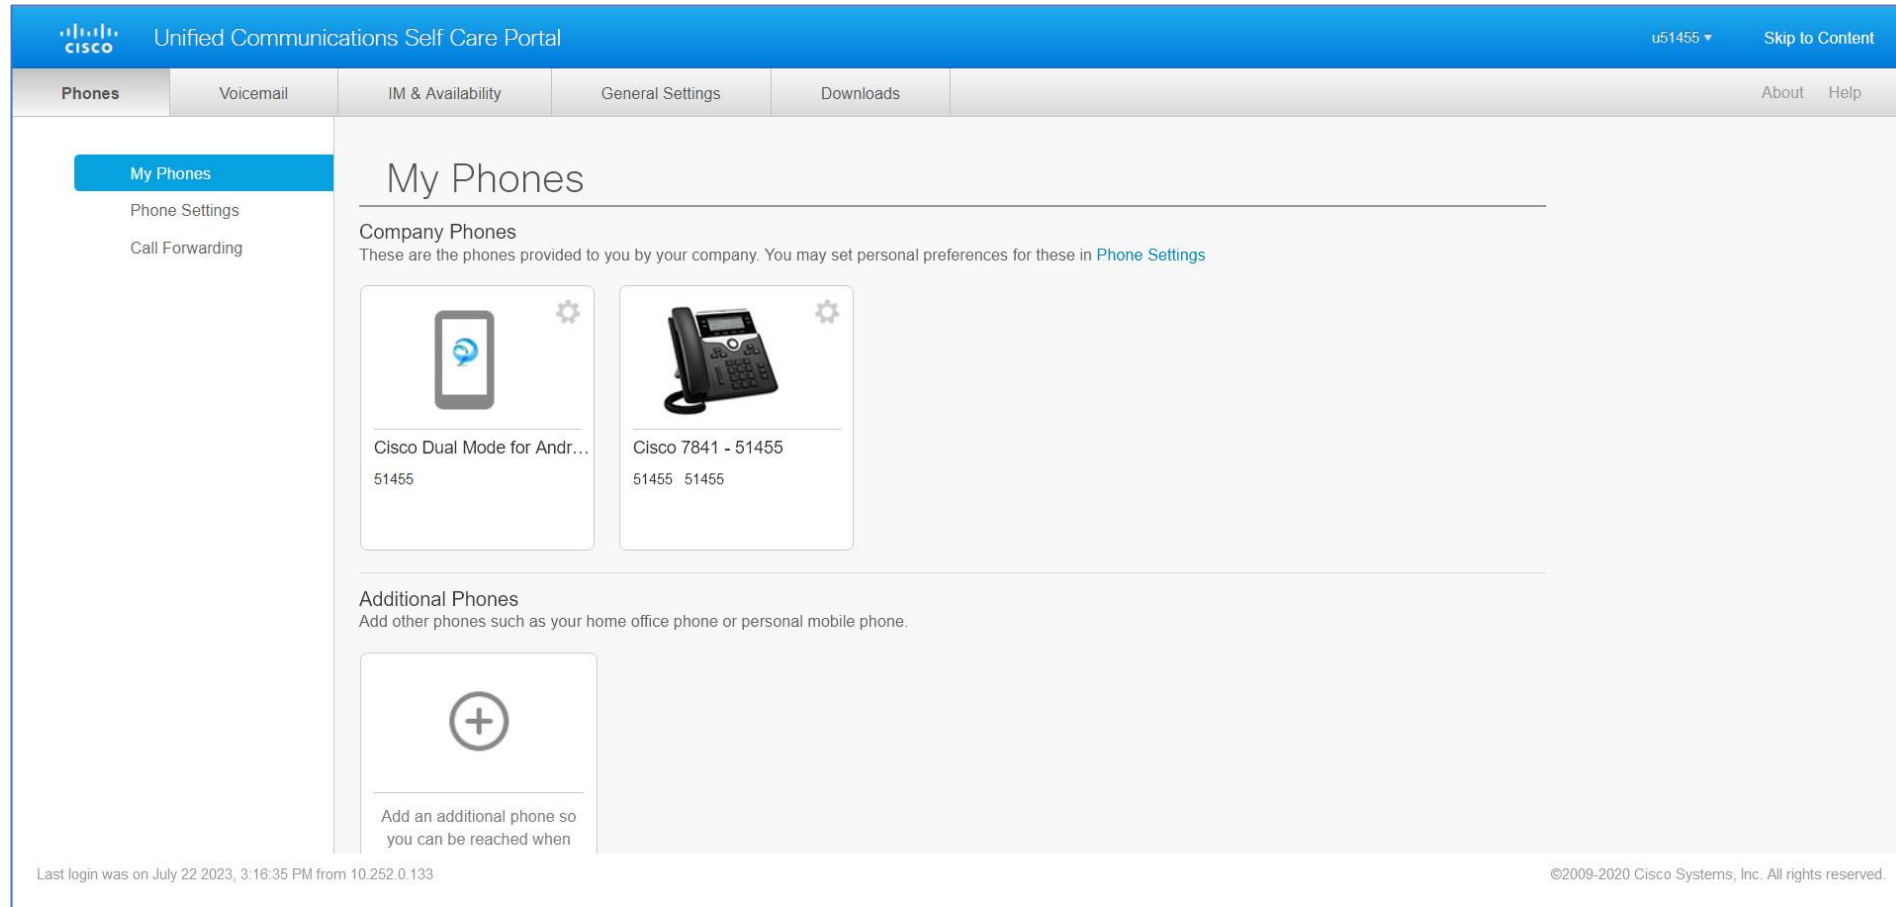 CISCO
Unified Communications Self Care Portal
u51455
Skip to Content
Phones
Voicemail
IM & Availability
General Settings
Downloads
About
Help
My Phones
Phone Settings
Call Forwarding
My Phones
Company Phones
These are the phones provided to you by your company. You may set personal preferences for these in Phone Settings
Cisco Dual Mode for Andr…
51455
Cisco 7841 - 51455
51455 51455
Additional Phones
Add other phones such as your home office phone or personal mobile phone.
Add an additional phone so
you can be reached when
Last login was on July 22 2023, 3:16:35 PM from 10.252.0.133
©2009-2020 Cisco Systems, Inc. All rights reserved.